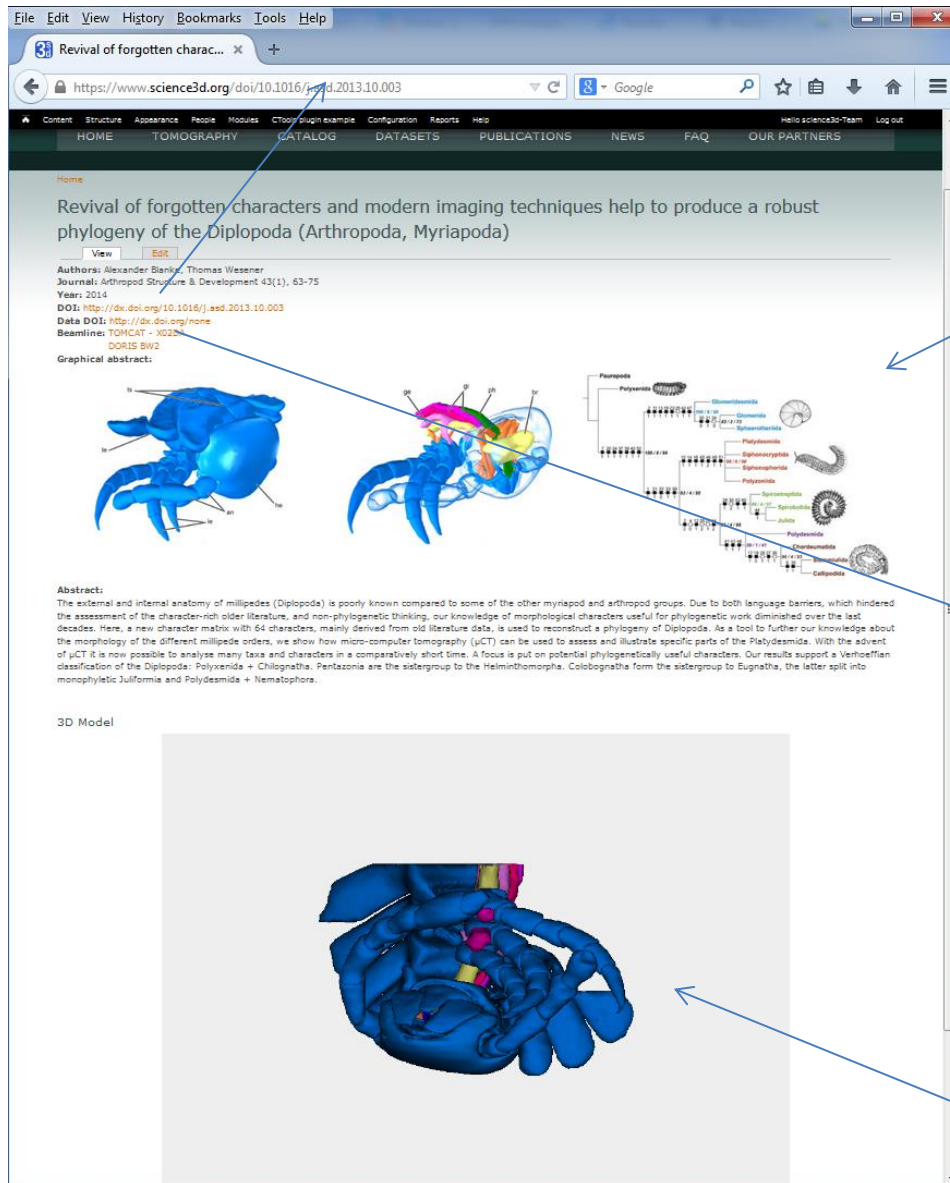 File Edit View History Bookmarks Tools Help
Revival of forgotten charac... × +
https://www.science3d.org/doi/10.1016/j.asd.2013.10.003 Google
Content Structure Appearance People Modules CTools plugin example Configuration Reports Help Hello science3d-Team Log out
HOME TOMOGRAPHY CATALOG DATASETS PUBLICATIONS NEWS FAQ OUR PARTNERS
Home
Revival of forgotten characters and modern imaging techniques help to produce a robust
phylogeny of the Diplopoda (Arthropoda, Myriapoda)
View Edit
Authors: Alexander Blanke, Thomas Wesener
Journal: Arthropod Structure & Development 43(1), 63-75
Year: 2014
DOI: http://dx.doi.org/10.1016/j.asd.2013.10.003
Data DOI: http://dx.doi.org/none
Beamline: TOMCAT - X02DA
DORIS BW2
Graphical abstract:
ts
te
an
he
le
ge
gl
ph
br
Pauropoda
Polyxenida
Glomeridesmida
Glomerida
Sphaerotheriida
Platydesmida
Siphonocryptida
Siphonophorida
Polyzoniida
Spirostreptida
Spirobolida
Julida
Polydesmida
Chordeumatida
Callipodida
Abstract:
The external and internal anatomy of millipedes (Diplopoda) is poorly known compared to some of the other myriapod and arthropod groups. Due to both language barriers, which hindered
the assessment of the character-rich older literature, and non-phylogenetic thinking, our knowledge of morphological characters useful for phylogenetic work diminished over the last
decades. Here, a new character matrix with 64 characters, mainly derived from old literature data, is used to reconstruct a phylogeny of Diplopoda. As a tool to further our knowledge about
the morphology of the different millipede orders, we show how micro-computer tomography (µCT) can be used to assess and illustrate specific parts of the Platydesmida. With the advent
of µCT it is now possible to analyse many taxa and characters in a comparatively short time. A focus is put on potential phylogenetically useful characters. Our results support a Verhoeffian
classification of the Diplopoda: Polyxenida + Chilognatha. Pentazonia are the sistergroup to the Helminthomorpha. Colobognatha form the sistergroup to Eugnatha, the latter split into
monophyletic Juliformia and Polydesmida + Nematophora.
3D Model